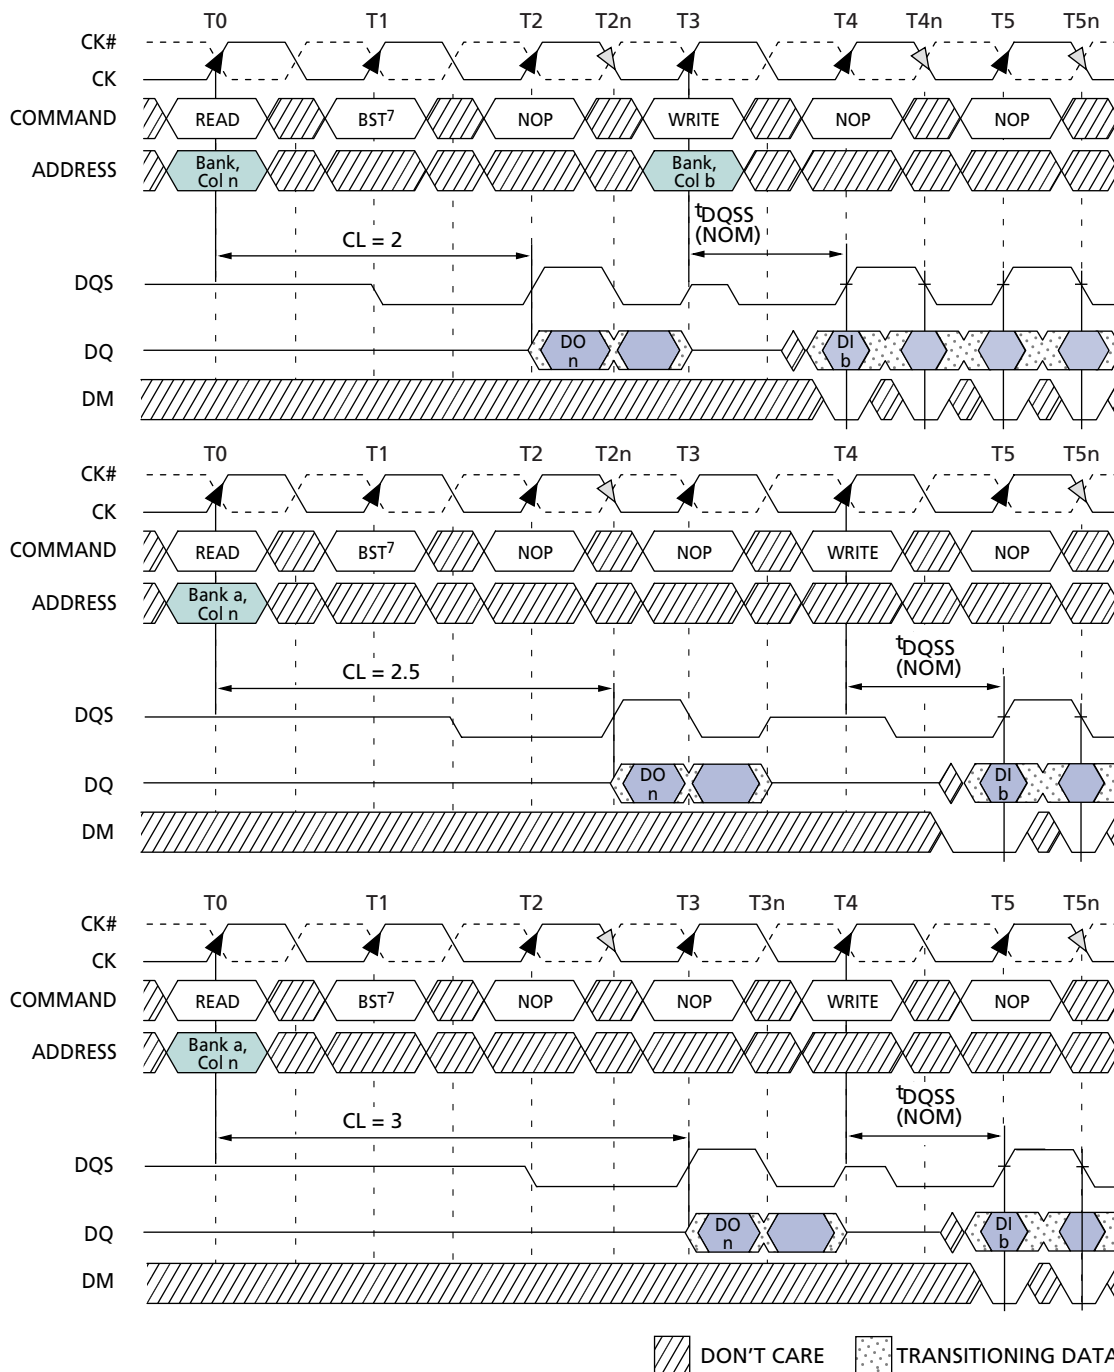 T0 T1 T2 T2n T3 T4 T4n T5 T5n
CK#
CK
COMMAND READ BST7 NOP WRITE NOP NOP
ADDRESS Bank, Col n Bank, Col b
CL = 2 tDQSS (NOM)
DQS
DQ DO n DI b
DM
T0 T1 T2 T2n T3 T4 T5 T5n
CK#
CK
COMMAND READ BST7 NOP NOP WRITE NOP
ADDRESS Bank a, Col n
CL = 2.5 tDQSS (NOM)
DQS
DQ DO n DI b
DM
T0 T1 T2 T3 T3n T4 T5 T5n
CK#
CK
COMMAND READ BST7 NOP NOP WRITE NOP
ADDRESS Bank a, Col n
CL = 3 tDQSS (NOM)
DQS
DQ DO n DI b
DM
DON'T CARE TRANSITIONING DATA